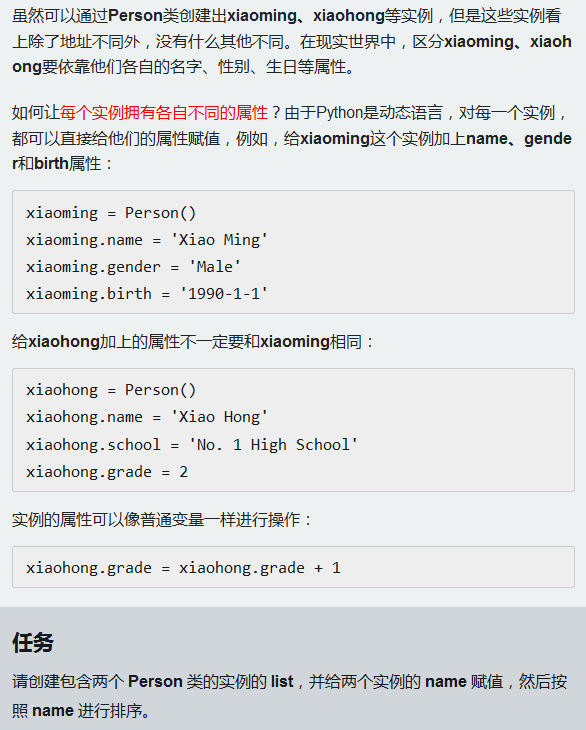 虽然可以通过Person类创建出xiaoming、xiaohong等实例，但是这些实例看
上除了地址不同外，没有什么其他不同。在现实世界中，区分xiaoming、xiaoh
ong要依靠他们各自的名字、性别、生日等属性。
如何让每个实例拥有各自不同的属性？由于Python是动态语言，对每一个实例，
都可以直接给他们的属性赋值，例如，给xiaoming这个实例加上name、gende
r和birth属性：
xiaoming = Person()
xiaoming.name = 'Xiao Ming'
xiaoming.gender = 'Male'
xiaoming.birth = '1990-1-1'
给xiaohong加上的属性不一定要和xiaoming相同：
xiaohong = Person()
xiaohong.name = 'Xiao Hong'
xiaohong.school = 'No. 1 High School'
xiaohong.grade = 2
实例的属性可以像普通变量一样进行操作：
xiaohong.grade = xiaohong.grade + 1
任务
请创建包含两个 Person 类的实例的 list，并给两个实例的 name 赋值，然后按
照 name 进行排序。